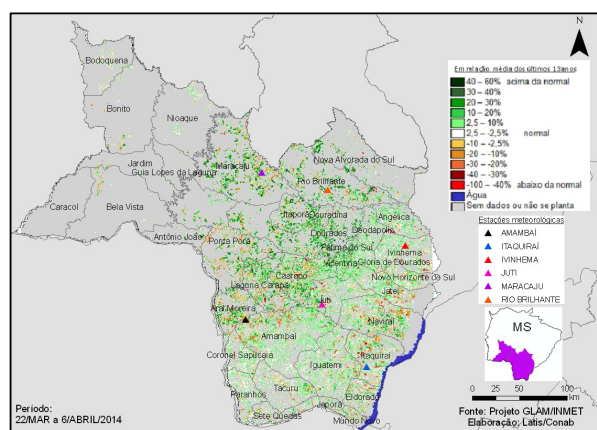 N
Em relação média dos últimos 13anos
40 – 60% acima da normal
30 – 40%
20 – 30%
10 – 20%
2,5 – 10%
2,5 – -2,5% normal
-10 – -2,5%
-20 – -10%
-30 – -20%
-40 – -30%
-100 – -40% abaixo da normal
Água
Sem dados ou não se planta
Estações meteorológicas
AMAMBAÍ
ITAQUIRAÍ
IVINHEMA
JUTI
MARACAJU
RIO BRILHANTE
MS
Bodoquena
Bonito
Nioaque
Jardim
Guia Lopes da Laguna
Maracaju
Nova Alvorada do Sul
Rio Brilhante
Caracol
Bela Vista
Antônio João
Ponta Porã
Itaporã
Douradina
Dourados
Deodápolis
Angélica
Fátima do Sul
Vicentina
Glória de Dourados
Ivinhema
Novo Horizonte do Sul
Caarapó
Laguna Carapã
Jateí
Juti
Aral Moreira
Naviraí
Amambaí
Coronel Sapucaia
Iguatemi
Itaquiraí
Tacuru
Paranhos
Eldorado
Japorã
Sete Quedas
Mundo Novo
0 25 50 100
km
Período:
22/MAR a 6/ABRIL/2014
Fonte: Projeto GLAM/INMET
Elaboração: Latis/Conab